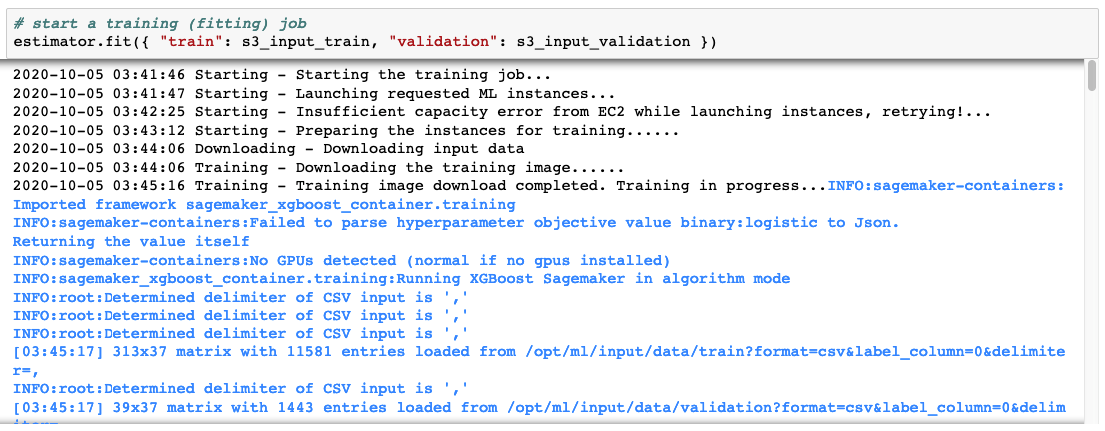 # start a training (fitting) job
estimator.fit({ "train": s3_input_train, "validation": s3_input_validation })
2020-10-05 03:41:46 Starting - Starting the training job...
2020-10-05 03:41:47 Starting - Launching requested ML instances...
2020-10-05 03:42:25 Starting - Insufficient capacity error from EC2 while launching instances, retrying!...
2020-10-05 03:43:12 Starting - Preparing the instances for training......
2020-10-05 03:44:06 Downloading - Downloading input data
2020-10-05 03:44:06 Training - Downloading the training image......
2020-10-05 03:45:16 Training - Training image download completed. Training in progress...INFO:sagemaker-containers:
Imported framework sagemaker_xgboost_container.training
INFO:sagemaker-containers:Failed to parse hyperparameter objective value binary:logistic to Json.
Returning the value itself
INFO:sagemaker-containers:No GPUs detected (normal if no gpus installed)
INFO:sagemaker_xgboost_container.training:Running XGBoost Sagemaker in algorithm mode
INFO:root:Determined delimiter of CSV input is ','
INFO:root:Determined delimiter of CSV input is ','
INFO:root:Determined delimiter of CSV input is ','
[03:45:17] 313x37 matrix with 11581 entries loaded from /opt/ml/input/data/train?format=csv&label_column=0&delimite
r=,
INFO:root:Determined delimiter of CSV input is ','
[03:45:17] 39x37 matrix with 1443 entries loaded from /opt/ml/input/data/validation?format=csv&label_column=0&delim